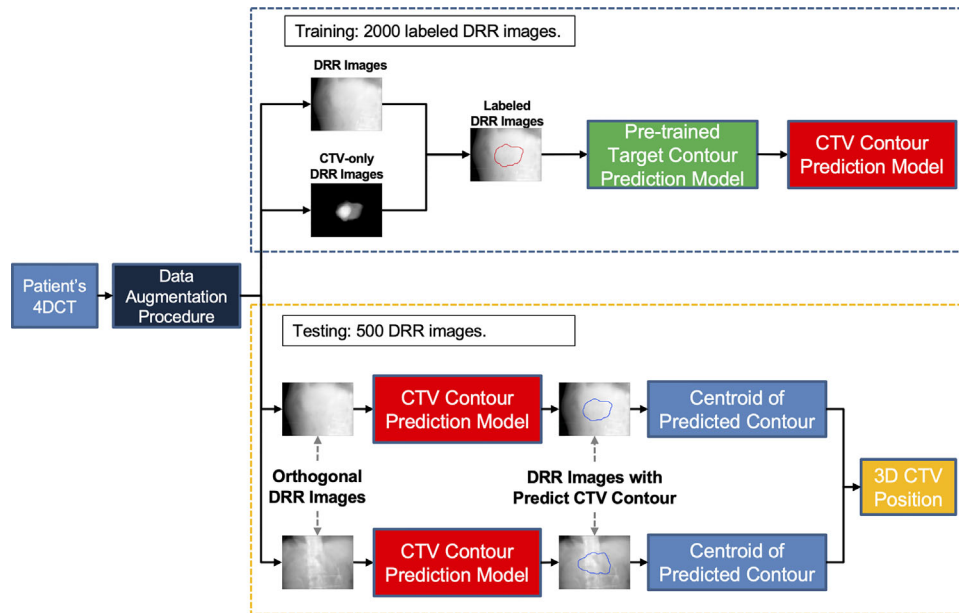 Training: 2000 labeled DRR images.
DRR Images
CTV-only
DRR Images
Labeled
DRR Images
Pre-trained
Target Contour
Prediction Model
CTV Contour
Prediction Model
Patient's
4DCT
Data
Augmentation
Procedure
Testing: 500 DRR images.
CTV Contour
Prediction Model
Centroid of
Predicted Contour
Orthogonal
DRR Images
DRR Images with
Predict CTV Contour
3D CTV
Position
CTV Contour
Prediction Model
Centroid of
Predicted Contour